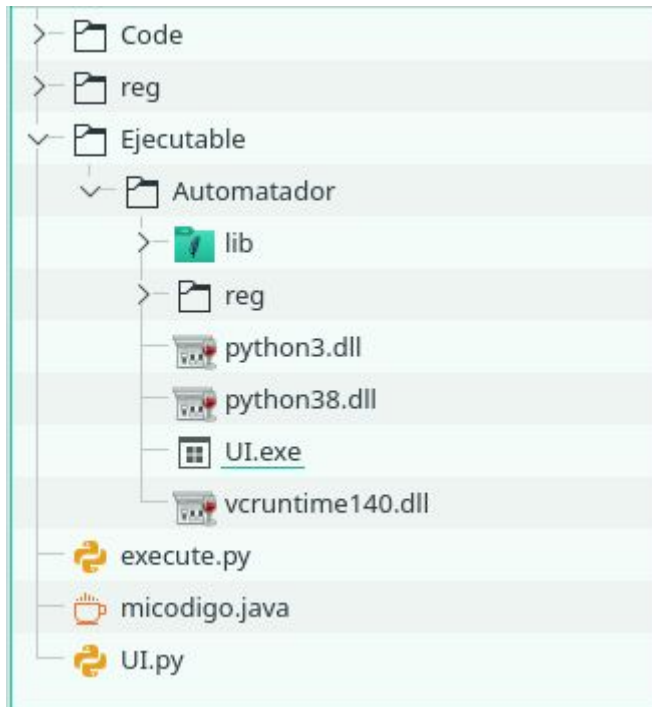 Code
reg
Ejecutable
Automatador
lib
reg
python3.dll
python38.dll
UI.exe
vcruntime140.dll
execute.py
micodigo.java
UI.py